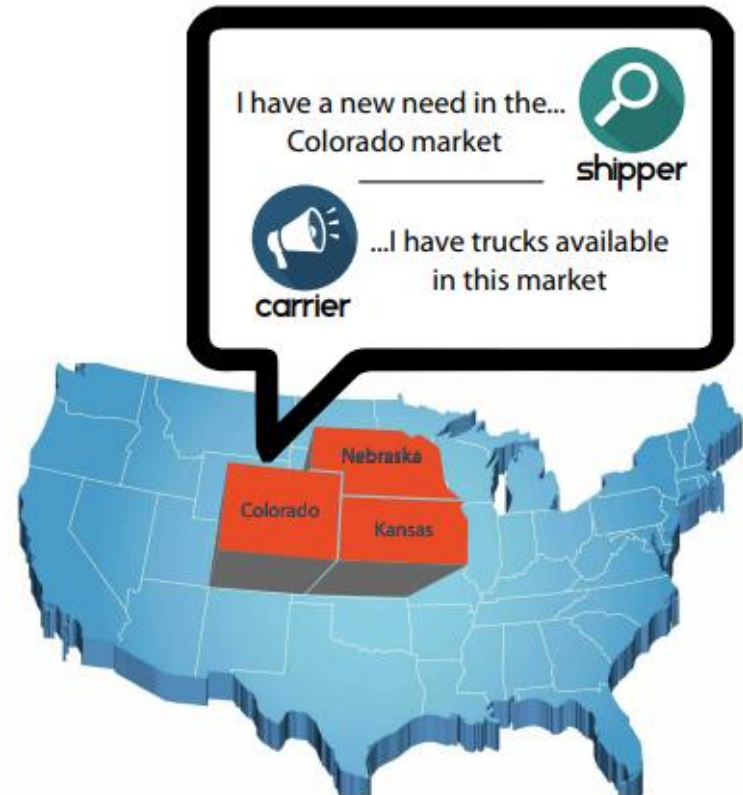 I have a new need in the...
Colorado market
shipper
...I have trucks available
in this market
carrier
Nebraska
Colorado
Kansas